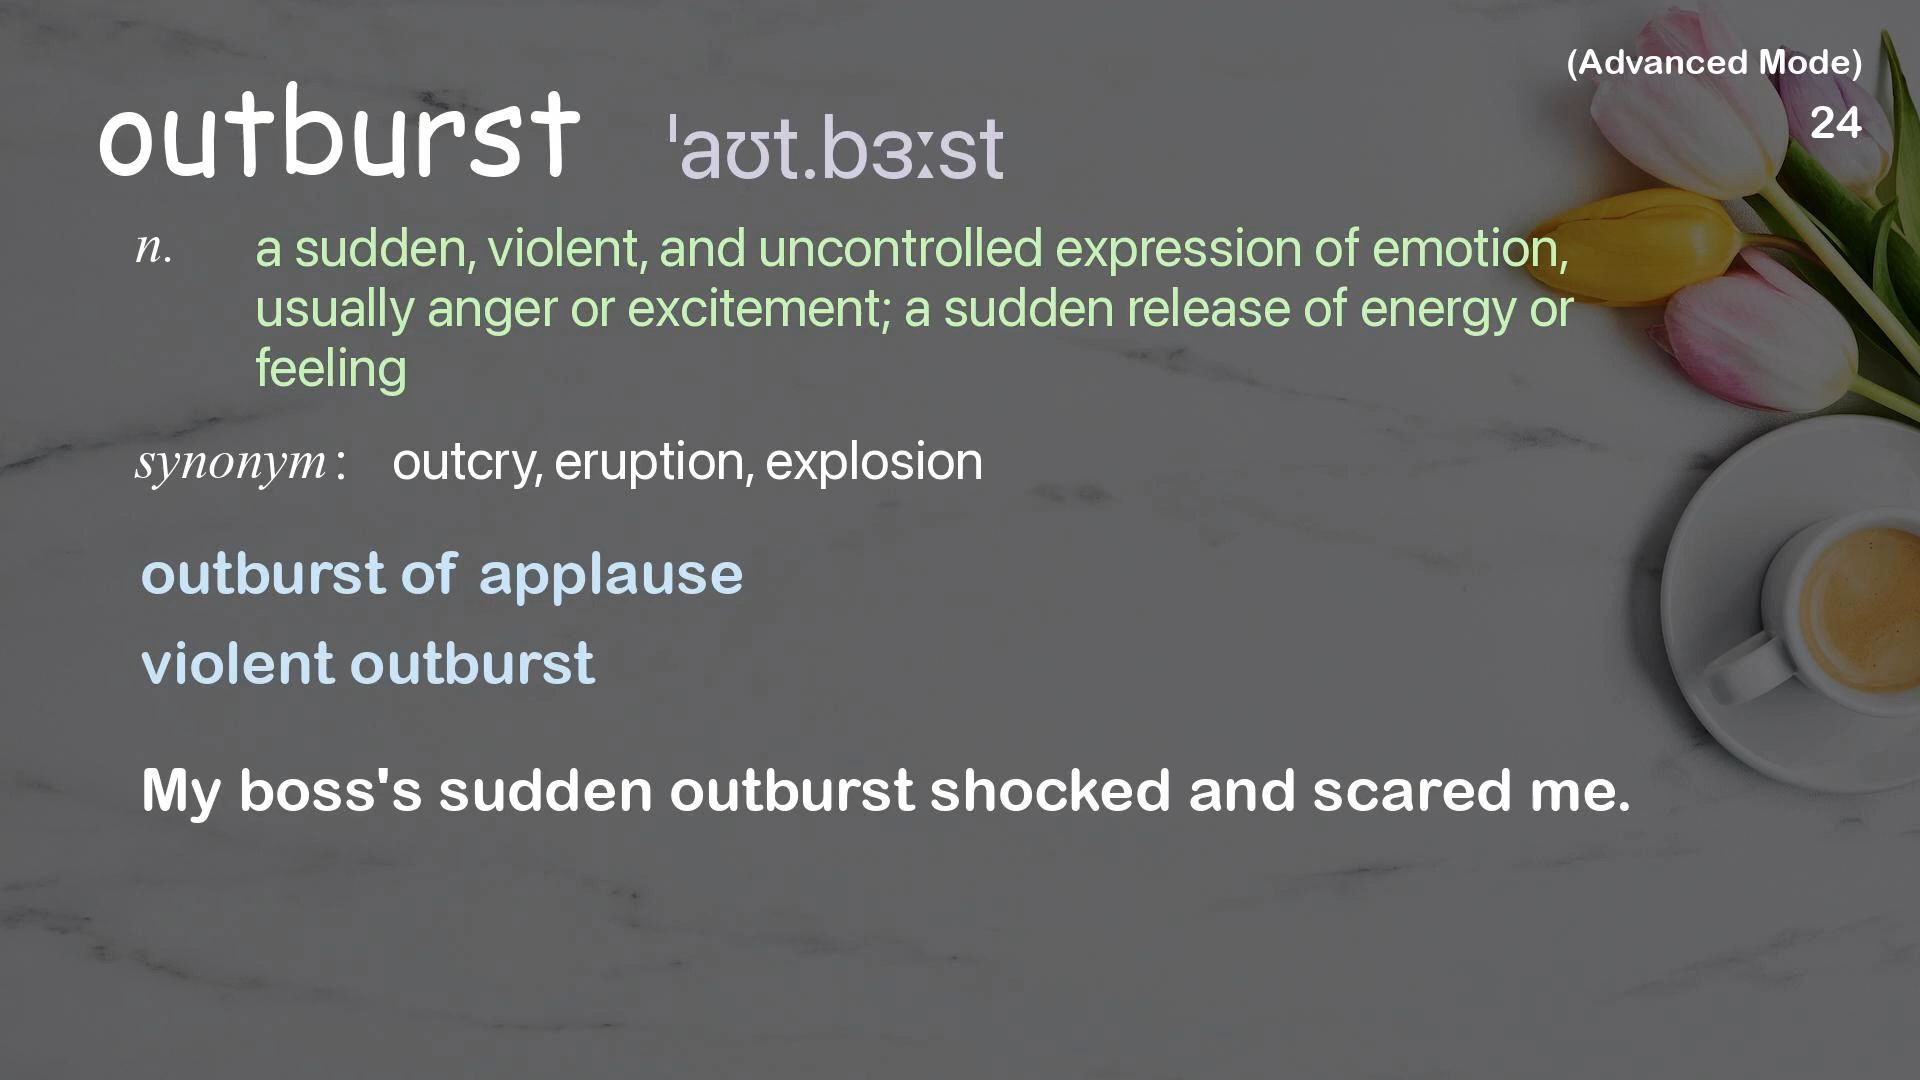 (Advanced Mode)
24
outburst ˈaʊt.bɜːst
n. a sudden, violent, and uncontrolled expression of emotion,
usually anger or excitement; a sudden release of energy or
feeling
synonym: outcry, eruption, explosion
outburst of applause
violent outburst
My boss's sudden outburst shocked and scared me.